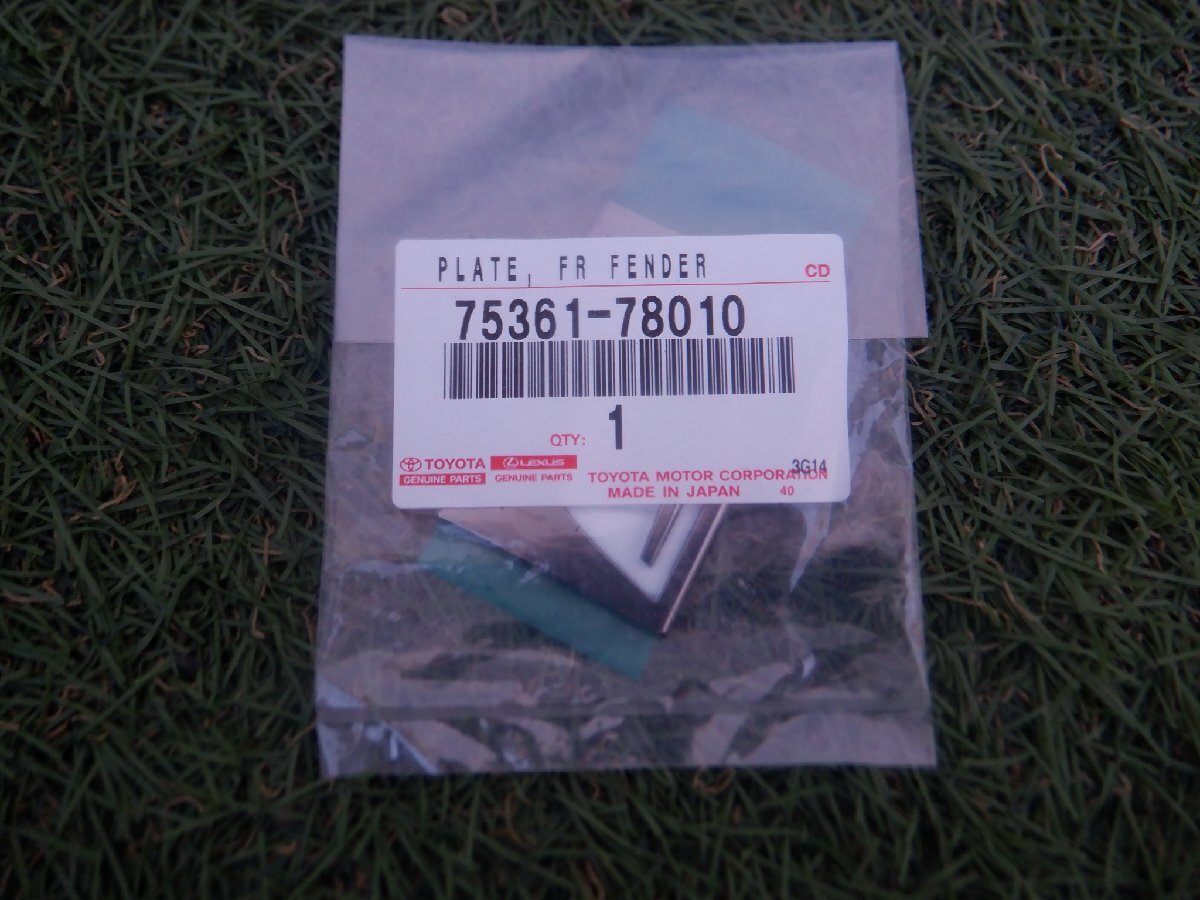 PLATE, FR FENDER CD
75361-78010
QTY: 1
TOYOTA LEXUS 3G14
GENUINE PARTS GENUINE PARTS TOYOTA MOTOR CORPORATION
MADE IN JAPAN 40